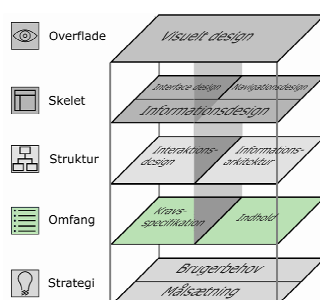 Overflade
Visuelt design
Skelet
Interface design
Navigationsdesign
Informationsdesign
Struktur
Interaktions-
design
Informations-
arkitektur
Omfang
Kravs-
specifikation
Indhold
Strategi
Brugerbehov
Målsætning